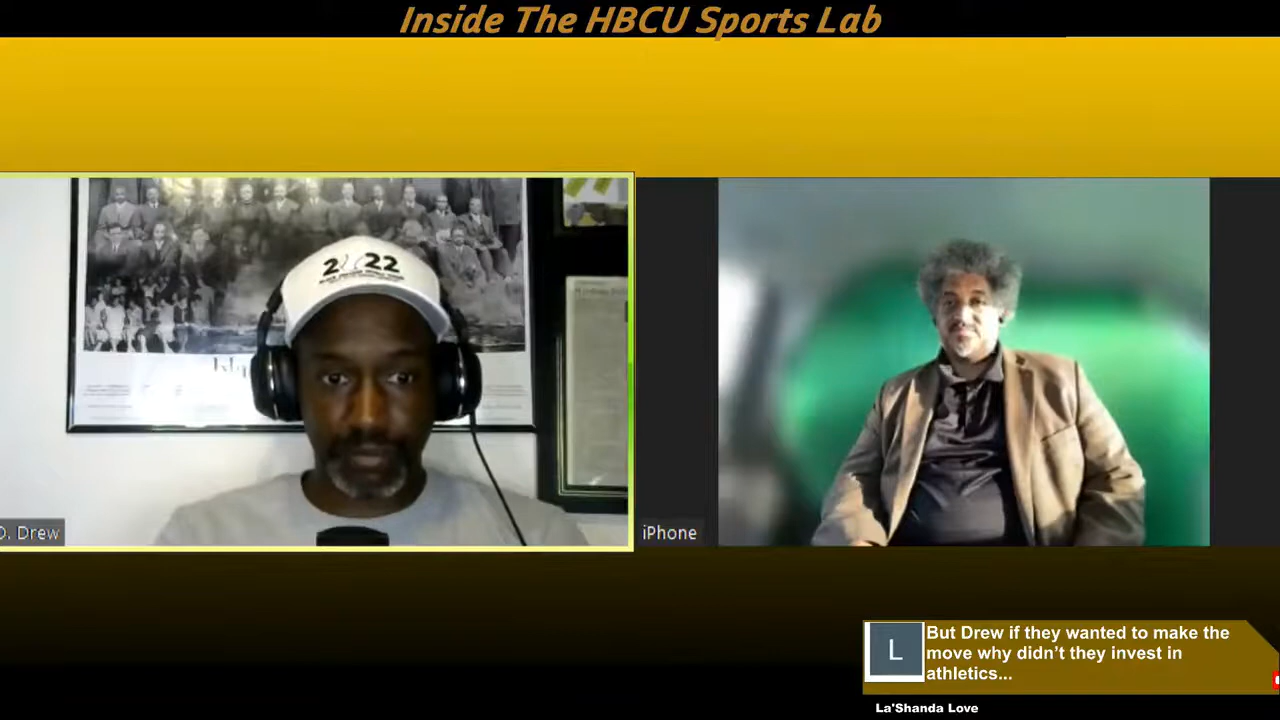 Inside The HBCU Sports Lab
2022
D. Drew
iPhone
L
But Drew if they wanted to make the
move why didn't they invest in
athletics...
La'Shanda Love